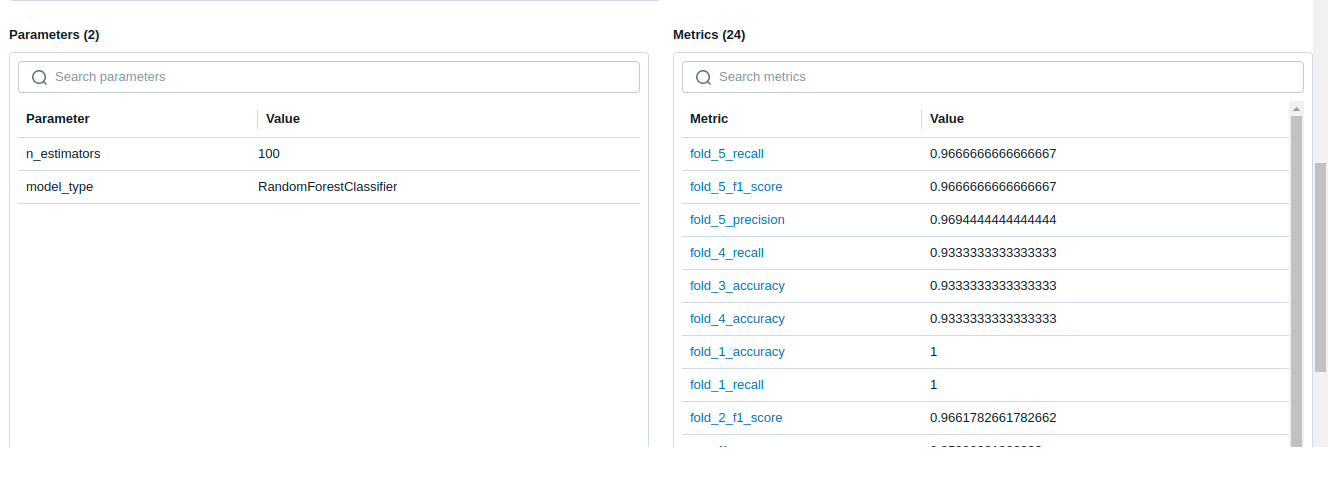 Parameters (2)
Search parameters
Parameter Value
n_estimators 100
model_type RandomForestClassifier
Metrics (24)
Search metrics
Metric Value
fold_5_recall 0.9666666666666667
fold_5_f1_score 0.9666666666666667
fold_5_precision 0.9694444444444444
fold_4_recall 0.9333333333333333
fold_3_accuracy 0.9333333333333333
fold_4_accuracy 0.9333333333333333
fold_1_accuracy 1
fold_1_recall 1
fold_2_f1_score 0.9661782661782662